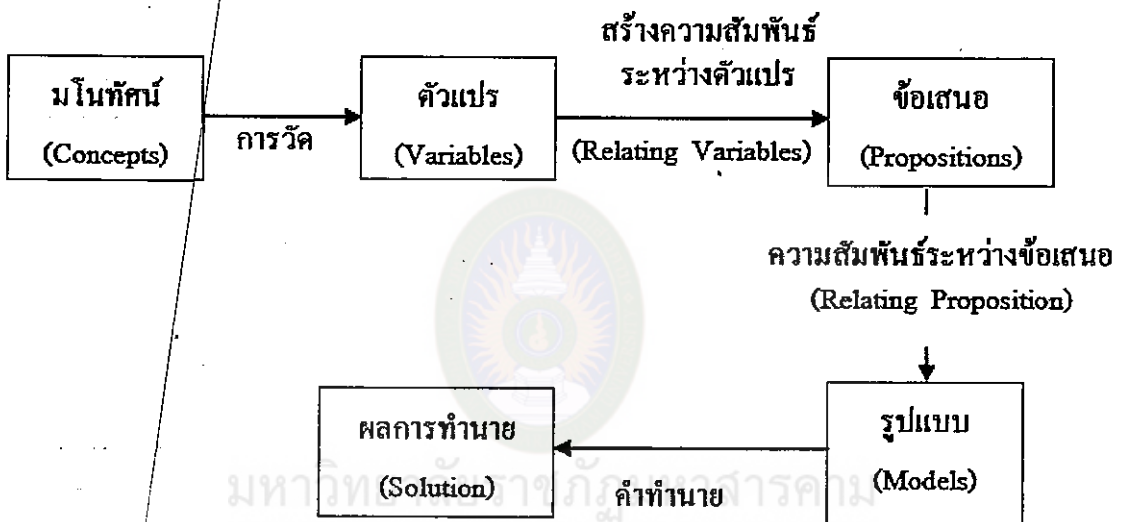 มโนทัศน์
(Concepts)
การวัด
ตัวแปร
(Variables)
สร้างความสัมพันธ์
ระหว่างตัวแปร
(Relating Variables)
ข้อเสนอ
(Propositions)
ความสัมพันธ์ระหว่างข้อเสนอ
(Relating Proposition)
รูปแบบ
(Models)
คำทำนาย
ผลการทำนาย
(Solution)
มหาวิทยาลัยราชภัฏมหาสารคาม